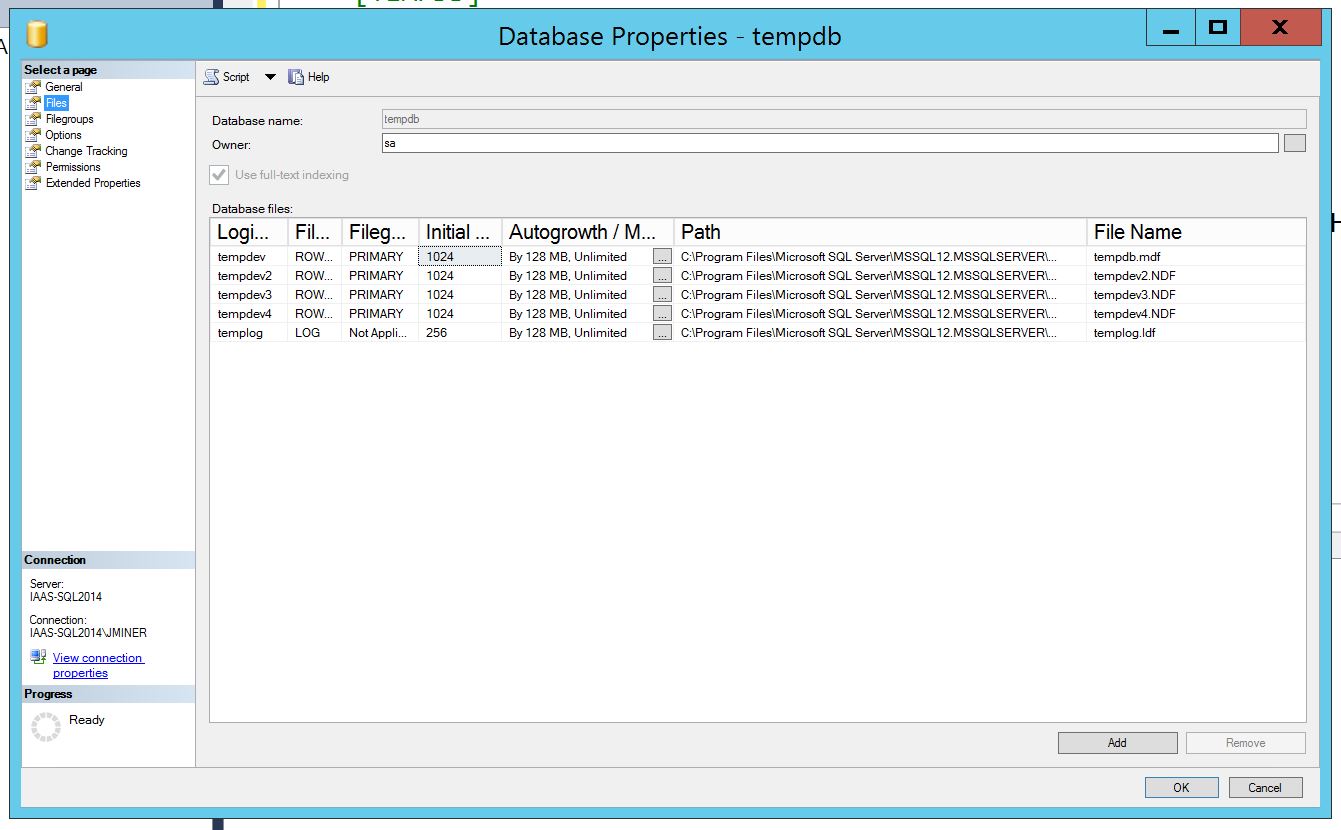 Database Properties - tempdb
Select a page
General
Files
Filegroups
Options
Change Tracking
Permissions
Extended Properties
Script Help
Database name: tempdb
Owner: sa
Use full-text indexing
Database files:
Logi... Fil... Fileg... Initial ... Autogrowth / M... Path File Name
tempdev ROW... PRIMARY 1024 By 128 MB, Unlimited ... C:\Program Files\Microsoft SQL Server\MSSQL12.MSSQLSERVER\... tempdb.mdf
tempdev2 ROW... PRIMARY 1024 By 128 MB, Unlimited ... C:\Program Files\Microsoft SQL Server\MSSQL12.MSSQLSERVER\... tempdev2.NDF
tempdev3 ROW... PRIMARY 1024 By 128 MB, Unlimited ... C:\Program Files\Microsoft SQL Server\MSSQL12.MSSQLSERVER\... tempdev3.NDF
tempdev4 ROW... PRIMARY 1024 By 128 MB, Unlimited ... C:\Program Files\Microsoft SQL Server\MSSQL12.MSSQLSERVER\... tempdev4.NDF
templog LOG Not Appli... 256 By 128 MB, Unlimited ... C:\Program Files\Microsoft SQL Server\MSSQL12.MSSQLSERVER\... templog.ldf
Connection
Server:
IAAS-SQL2014
Connection:
IAAS-SQL2014\JMINER
View connection
properties
Progress
Ready
Add Remove
OK Cancel